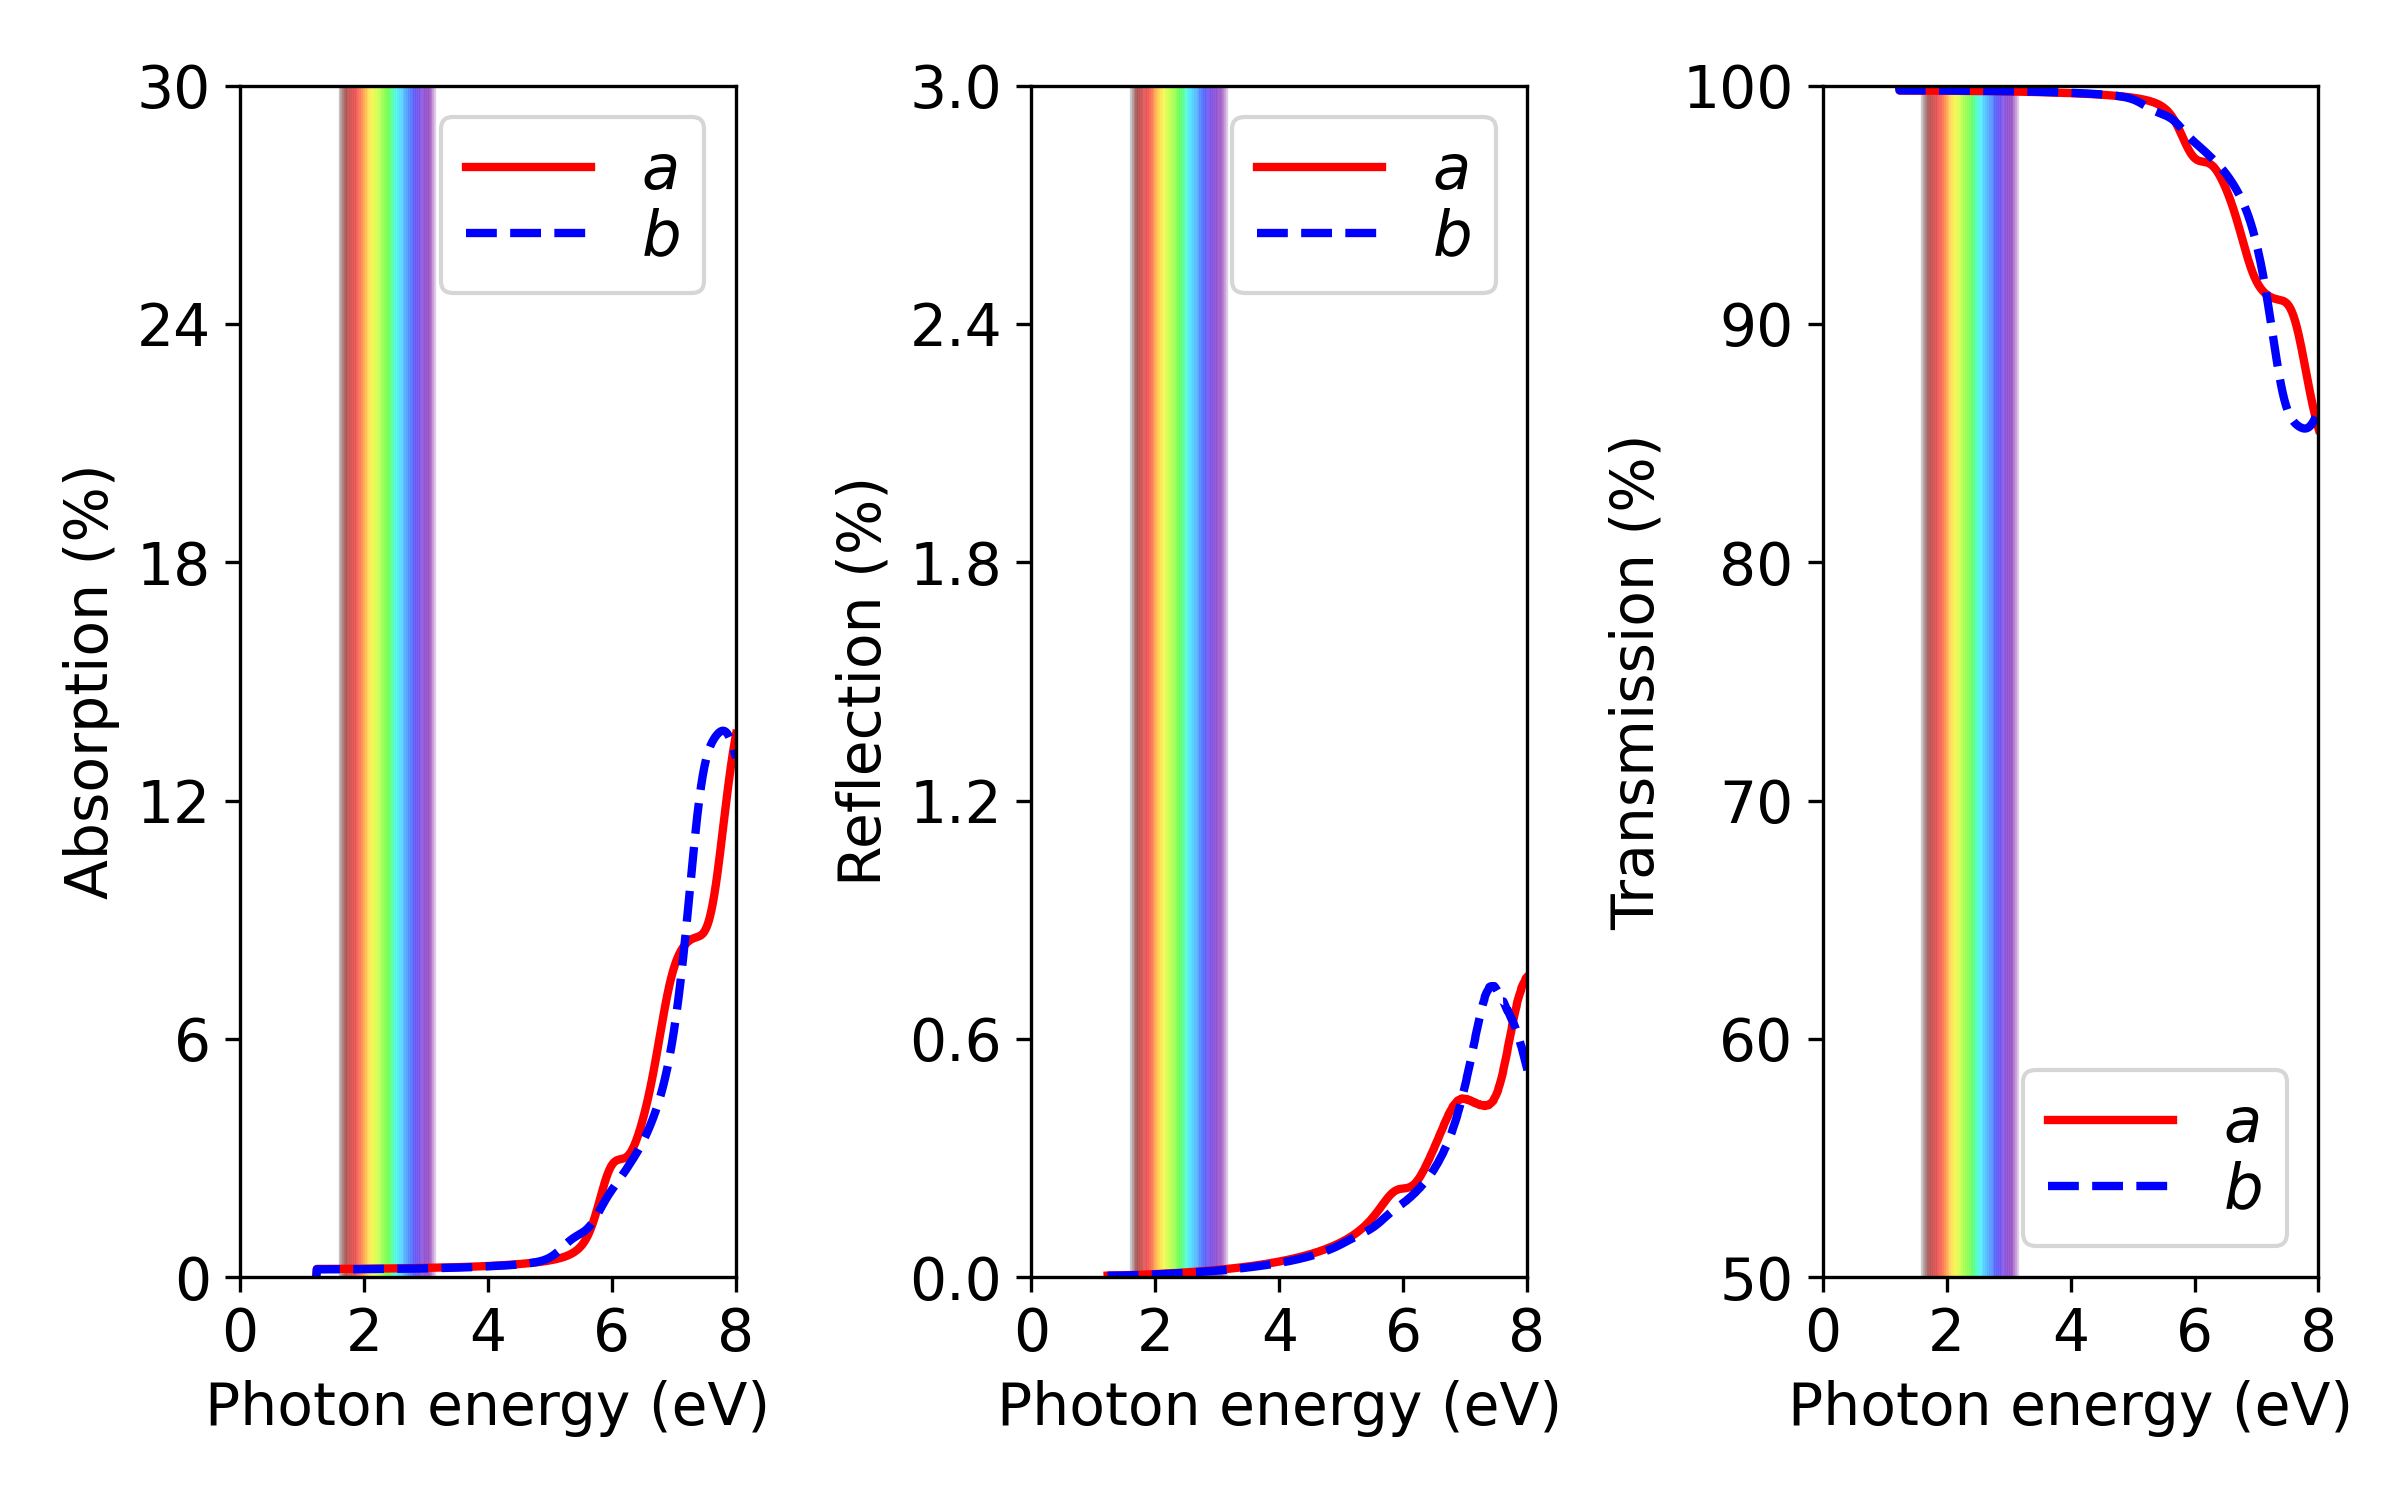 Absorption (%)
30
24
18
12
6
0
0 2 4 6 8
Photon energy (eV)
a
b
Reflection (%)
3.0
2.4
1.8
1.2
0.6
0.0
0 2 4 6 8
Photon energy (eV)
a
b
Transmission (%)
100
90
80
70
60
50
0 2 4 6 8
Photon energy (eV)
a
b